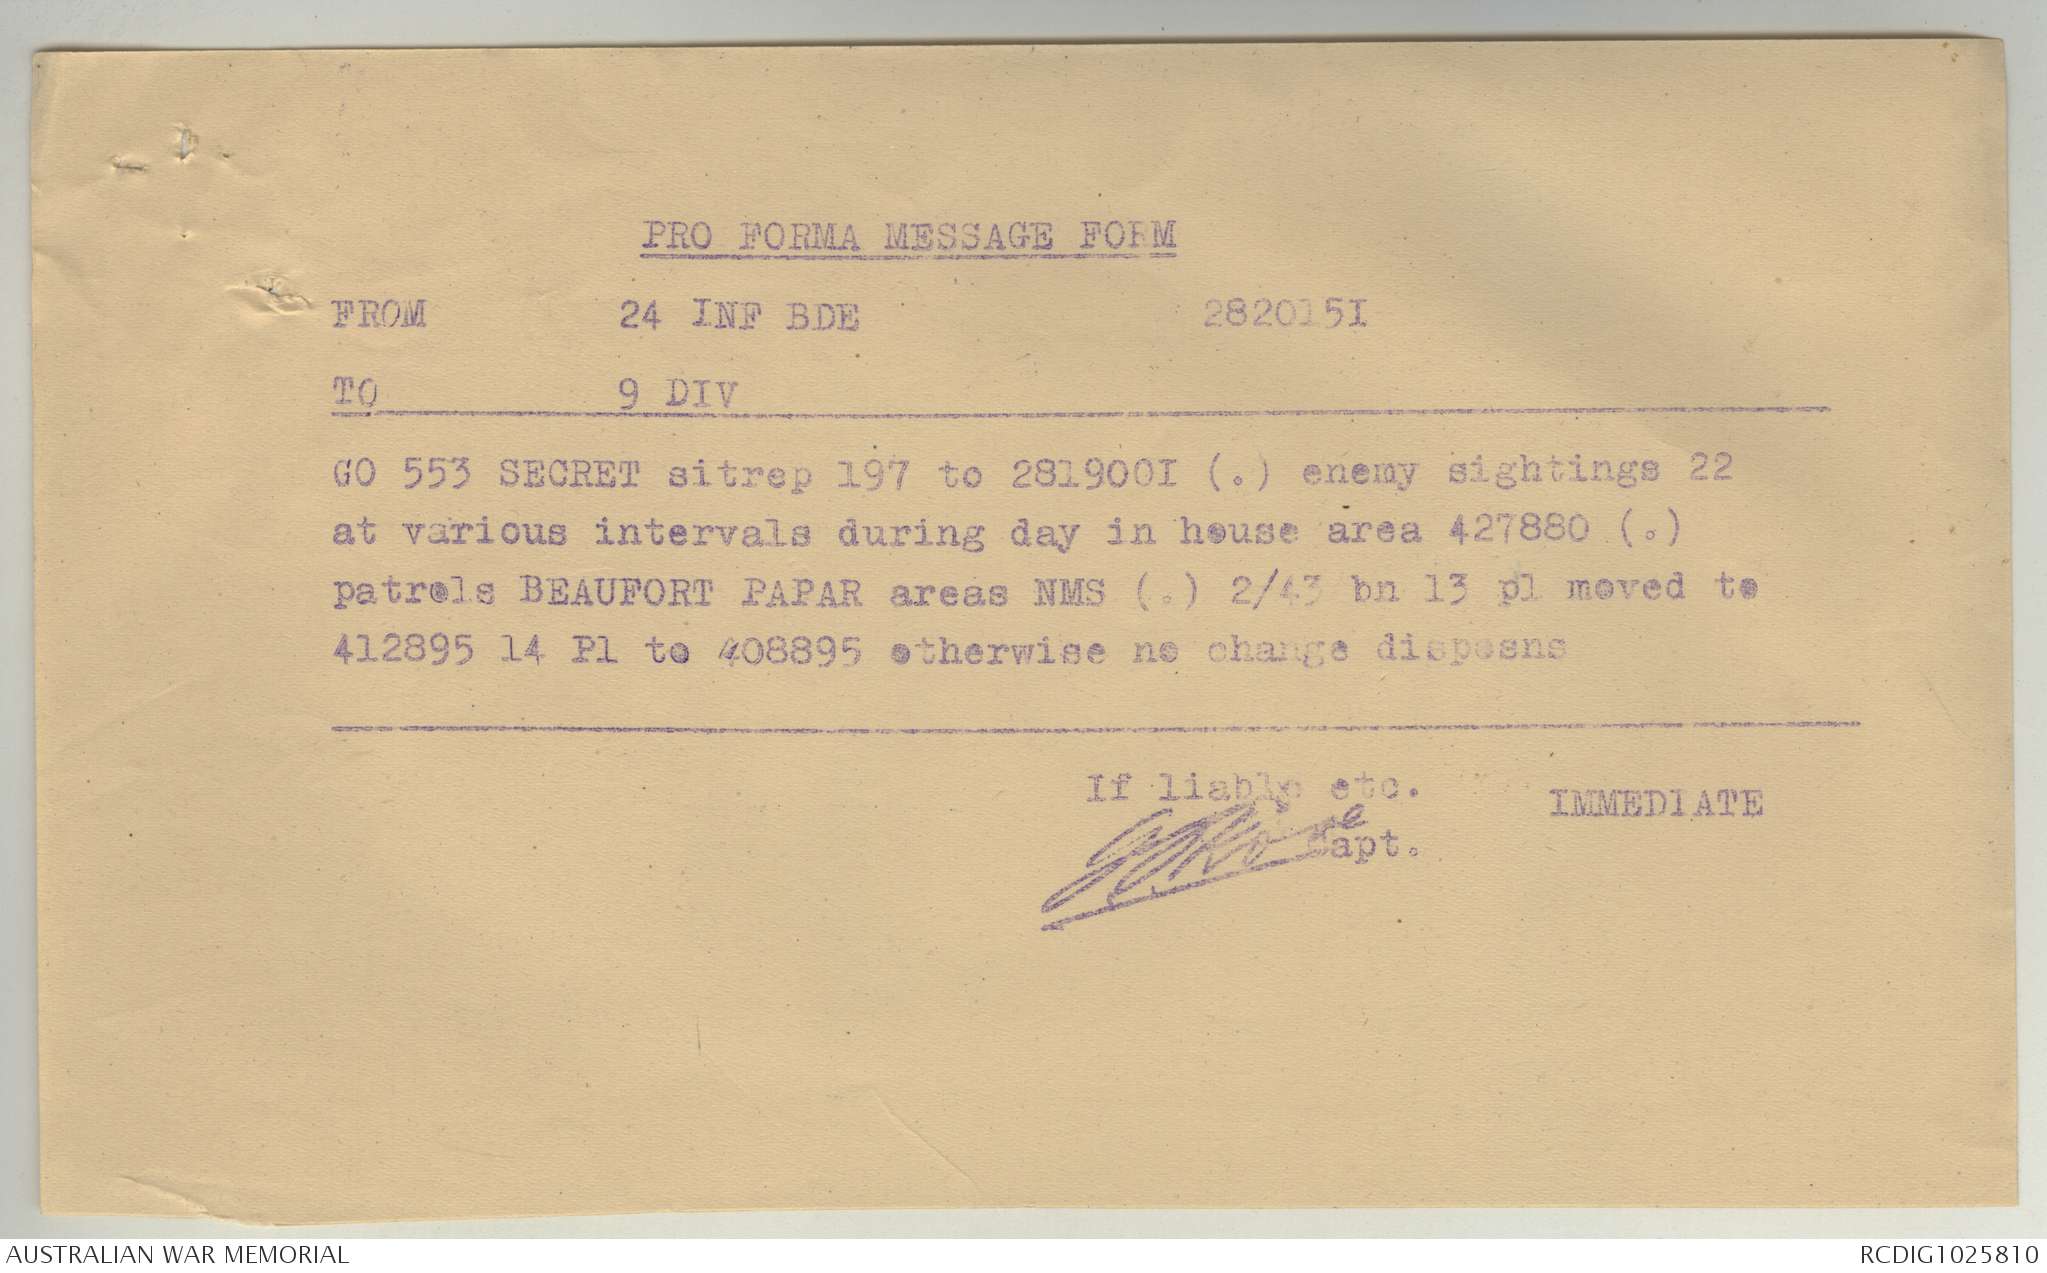 PRO FORMA MESSAGE FORM
FROM 24 INF BDE 282015I
TO 9 DIV
GO 553 SECRET sitrep 197 to 281900I (.) enemy sightings 22
at various intervals during day in house area 427880 (.)
patrols BEAUFORT PAPAR areas NMS (.) 2/43 bn 13 pl moved to
412895 14 Pl to 408895 otherwise no change disposns
If liable etc.
IMMEDIATE
Capt.
AUSTRALIAN WAR MEMORIAL
RCDIG1025810